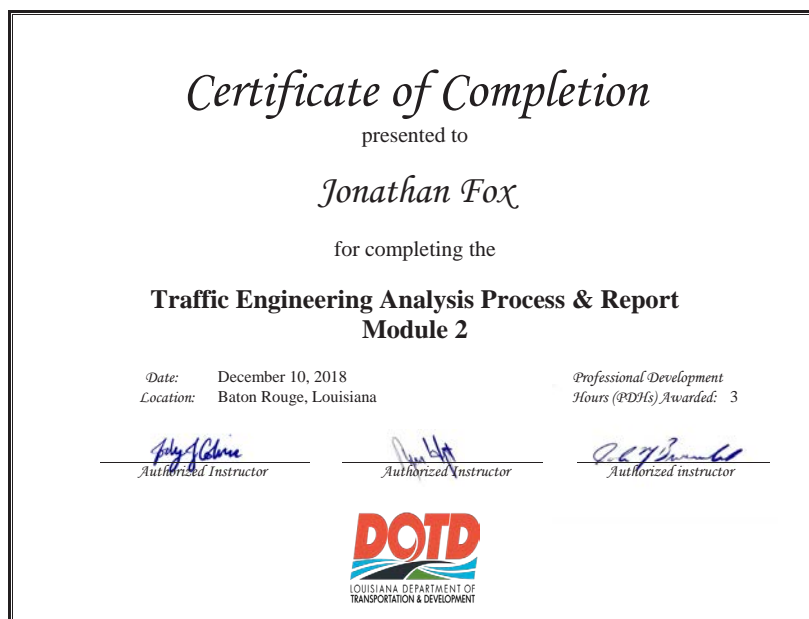 Certificate of Completion
presented to
Jonathan Fox
for completing the
Traffic Engineering Analysis Process & Report
Module 2
Date: December 10, 2018
Location: Baton Rouge, Louisiana
Professional Development
Hours (PDHs) Awarded: 3
Authorized Instructor
Authorized Instructor
Authorized instructor
DOTD
LOUISIANA DEPARTMENT OF
TRANSPORTATION & DEVELOPMENT